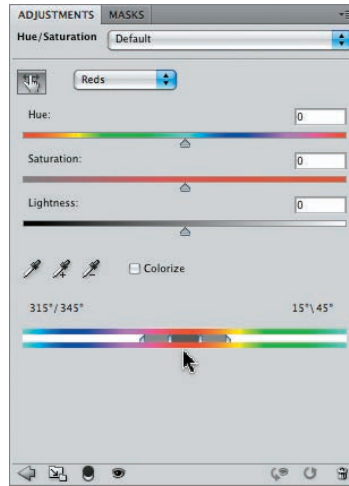 ADJUSTMENTS MASKS
Hue/Saturation Default
Reds
Hue: 0
Saturation: 0
Lightness: 0
Colorize
315°/345° 15°\45°